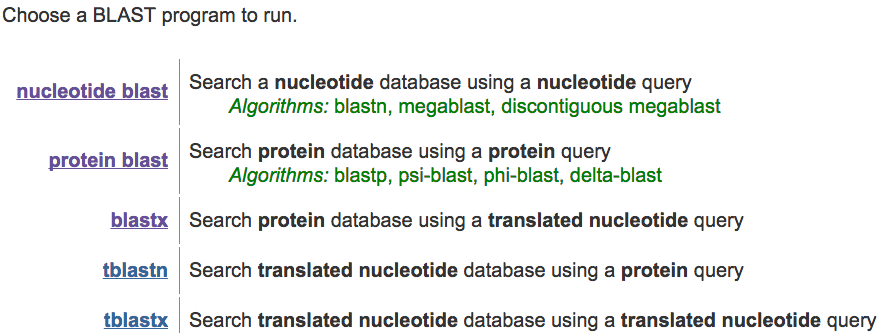 Choose a BLAST program to run.
nucleotide blast
Search a nucleotide database using a nucleotide query
Algorithms: blastn, megablast, discontiguous megablast
protein blast
Search protein database using a protein query
Algorithms: blastp, psi-blast, phi-blast, delta-blast
blastx
Search protein database using a translated nucleotide query
tblastn
Search translated nucleotide database using a protein query
tblastx
Search translated nucleotide database using a translated nucleotide query